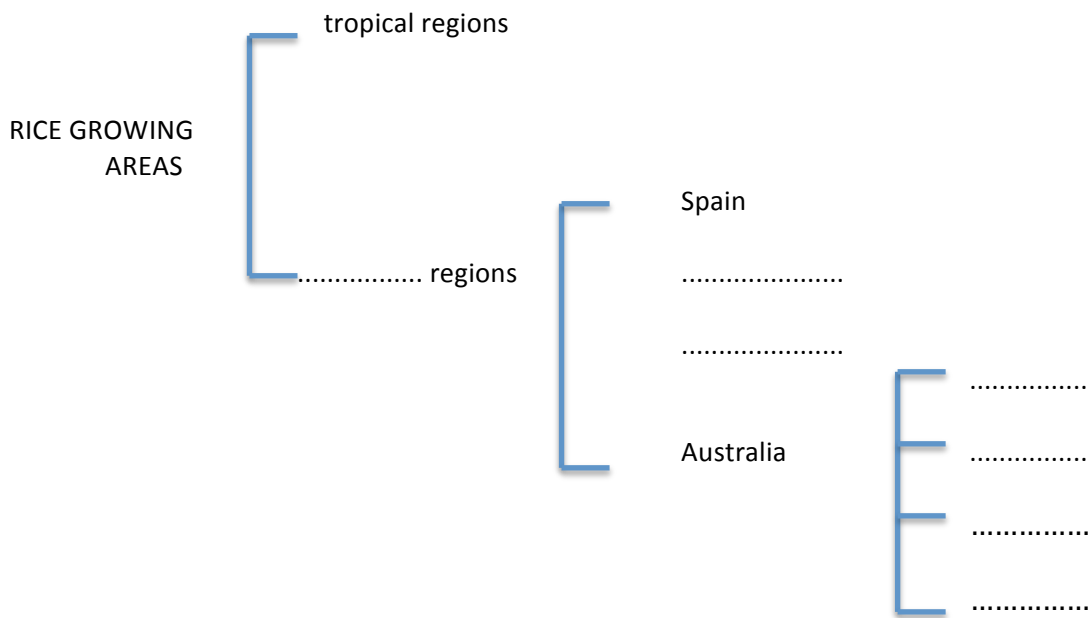 tropical regions
RICE GROWING
AREAS
Spain
................. regions
......................
......................
................
Australia
................
................
................